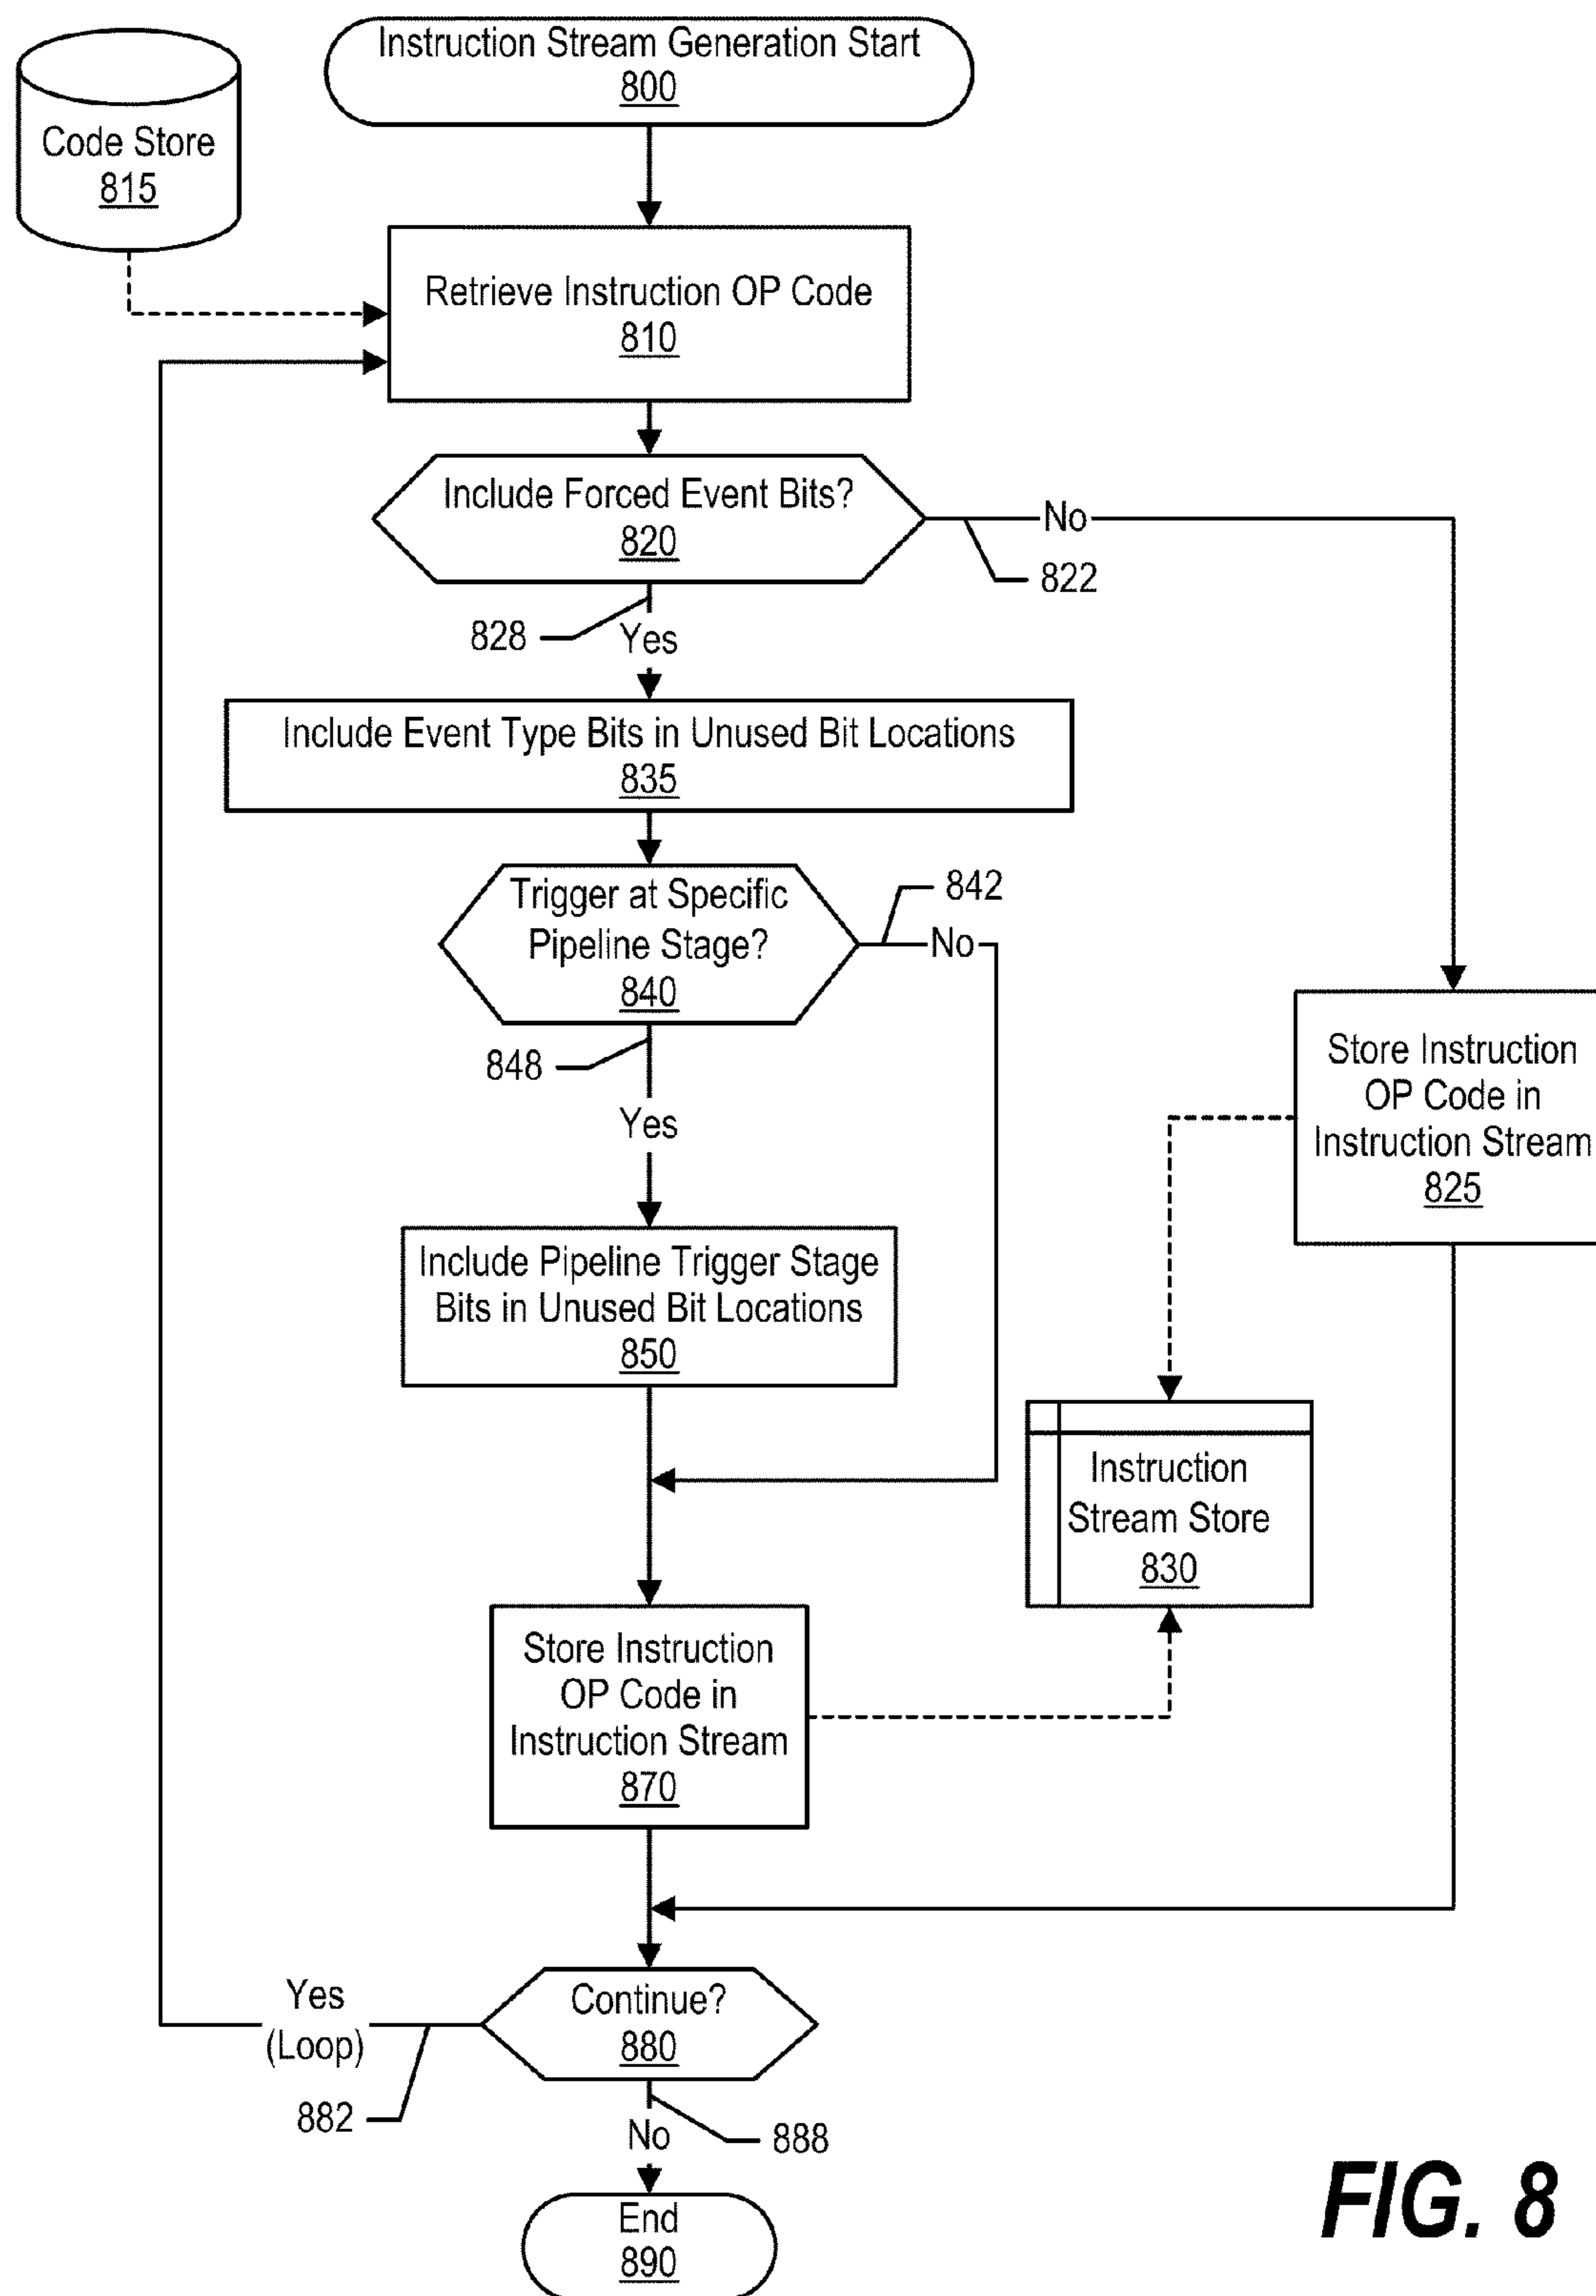 Instruction Stream Generation Start
800
Code Store
815
Retrieve Instruction OP Code
810
Include Forced Event Bits?
820
No
822
828
Yes
Include Event Type Bits in Unused Bit Locations
835
Trigger at Specific
Pipeline Stage?
840
842
No
848
Yes
Store Instruction
OP Code in
Instruction Stream
825
Include Pipeline Trigger Stage
Bits in Unused Bit Locations
850
Instruction
Stream Store
830
Store Instruction
OP Code in
Instruction Stream
870
Continue?
880
Yes
(Loop)
882
No
888
End
890
FIG. 8